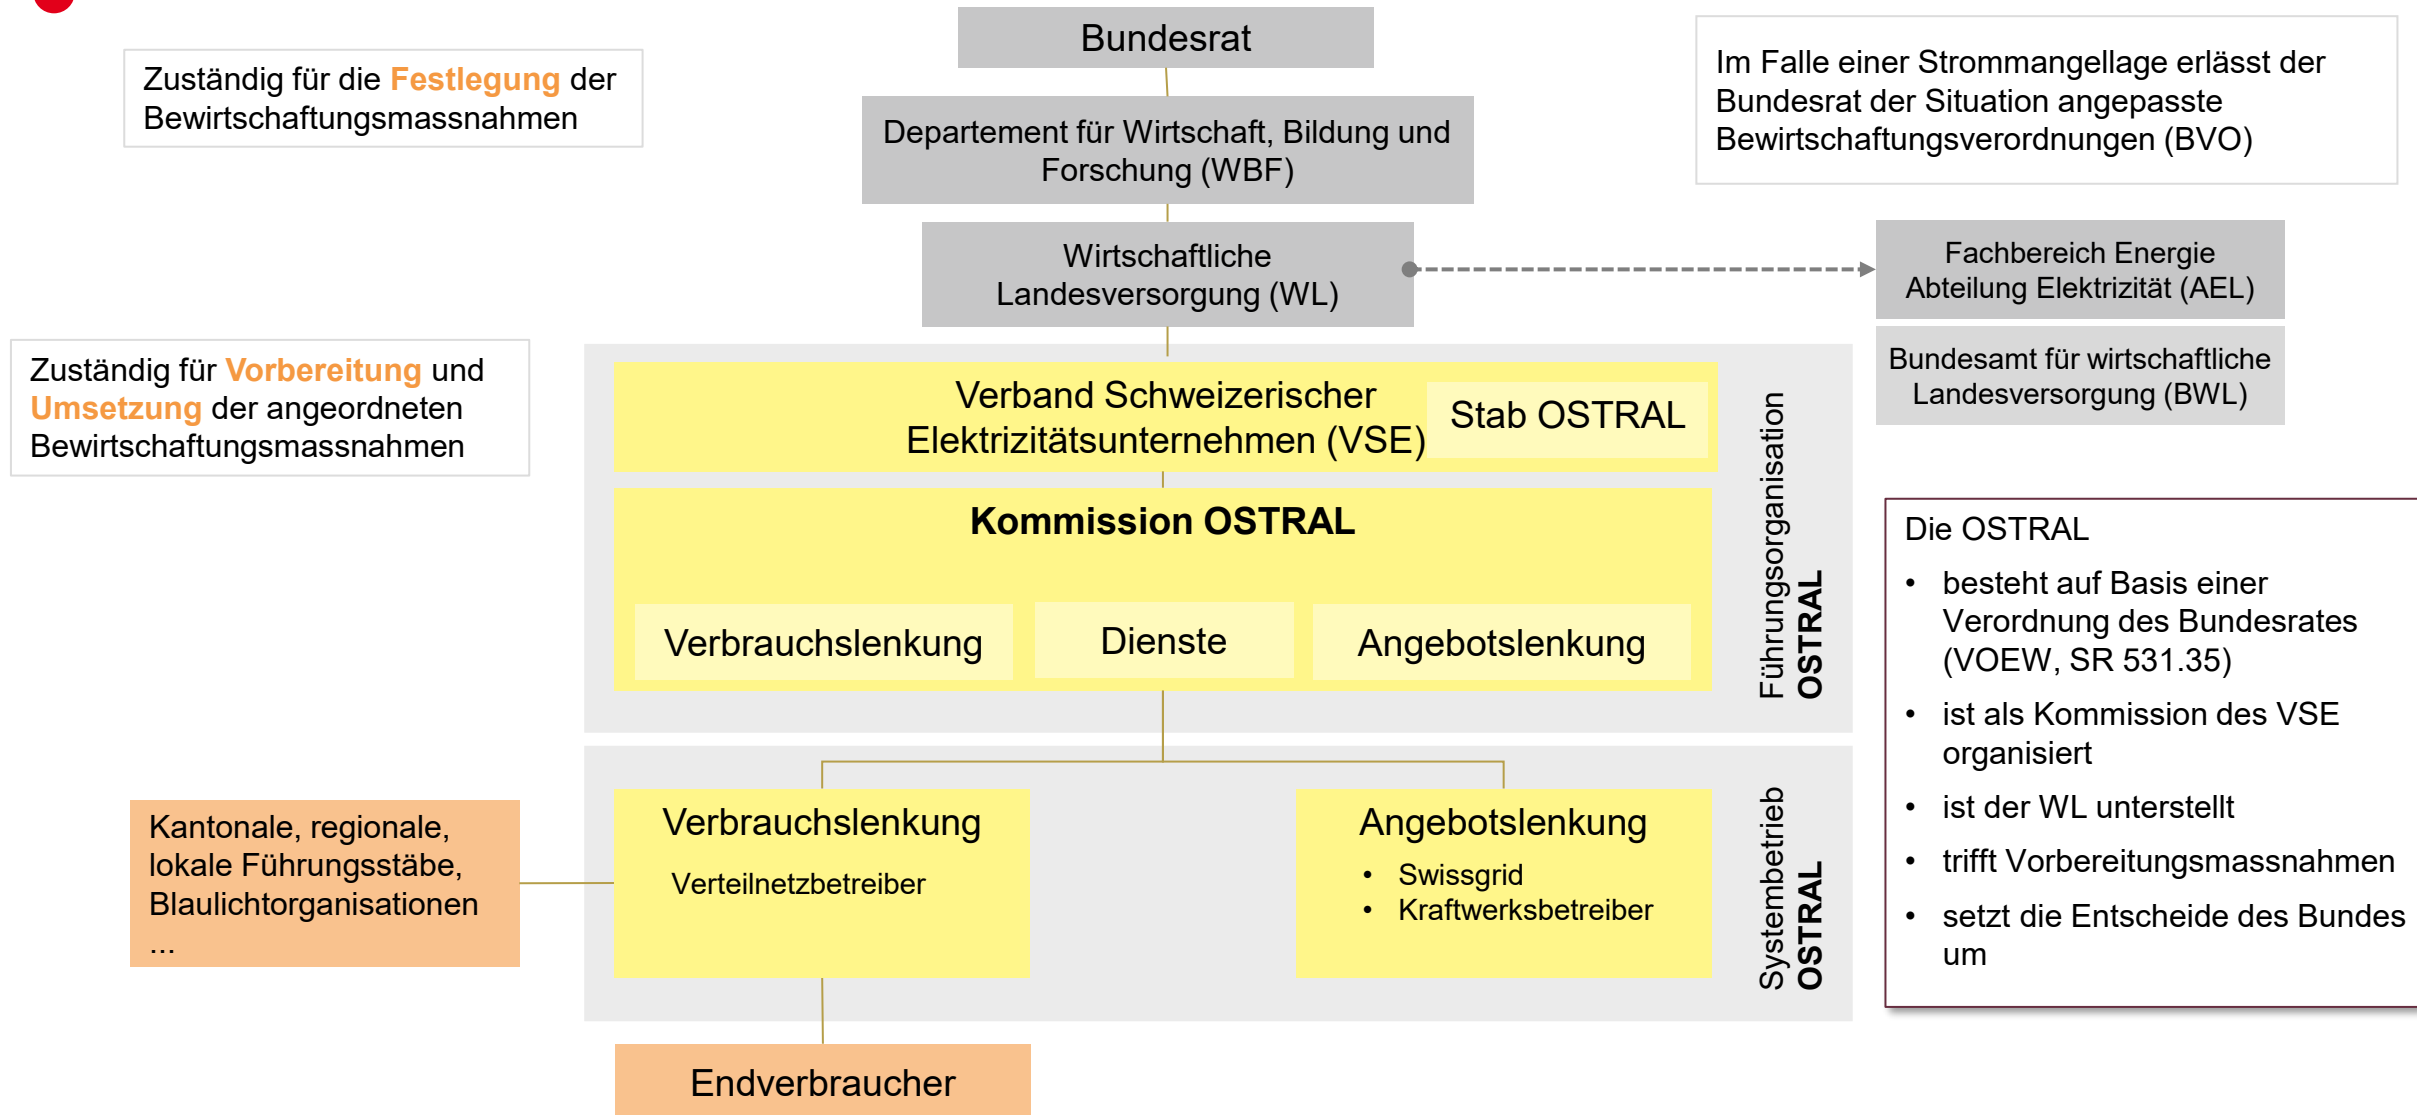 Bundesrat
Zuständig für die Festlegung der
Bewirtschaftungsmassnahmen
Im Falle einer Strommangellage erlässt der
Bundesrat der Situation angepasste
Bewirtschaftungsverordnungen (BVO)
Departement für Wirtschaft, Bildung und
Forschung (WBF)
Wirtschaftliche
Landesversorgung (WL)
Fachbereich Energie
Abteilung Elektrizität (AEL)
Bundesamt für wirtschaftliche
Landesversorgung (BWL)
Zuständig für Vorbereitung und
Umsetzung der angeordneten
Bewirtschaftungsmassnahmen
Verband Schweizerischer
Elektrizitätsunternehmen (VSE)
Stab OSTRAL
Kommission OSTRAL
Verbrauchslenkung
Dienste
Angebotslenkung
Führungsorganisation
OSTRAL
Die OSTRAL
• besteht auf Basis einer
Verordnung des Bundesrates
(VOEW, SR 531.35)
• ist als Kommission des VSE
organisiert
• ist der WL unterstellt
• trifft Vorbereitungsmassnahmen
• setzt die Entscheide des Bundes
um
Kantonale, regionale,
lokale Führungsstäbe,
Blaulichtorganisationen
...
Verbrauchslenkung
Verteilnetzbetreiber
Angebotslenkung
• Swissgrid
• Kraftwerksbetreiber
Systembetrieb
OSTRAL
Endverbraucher